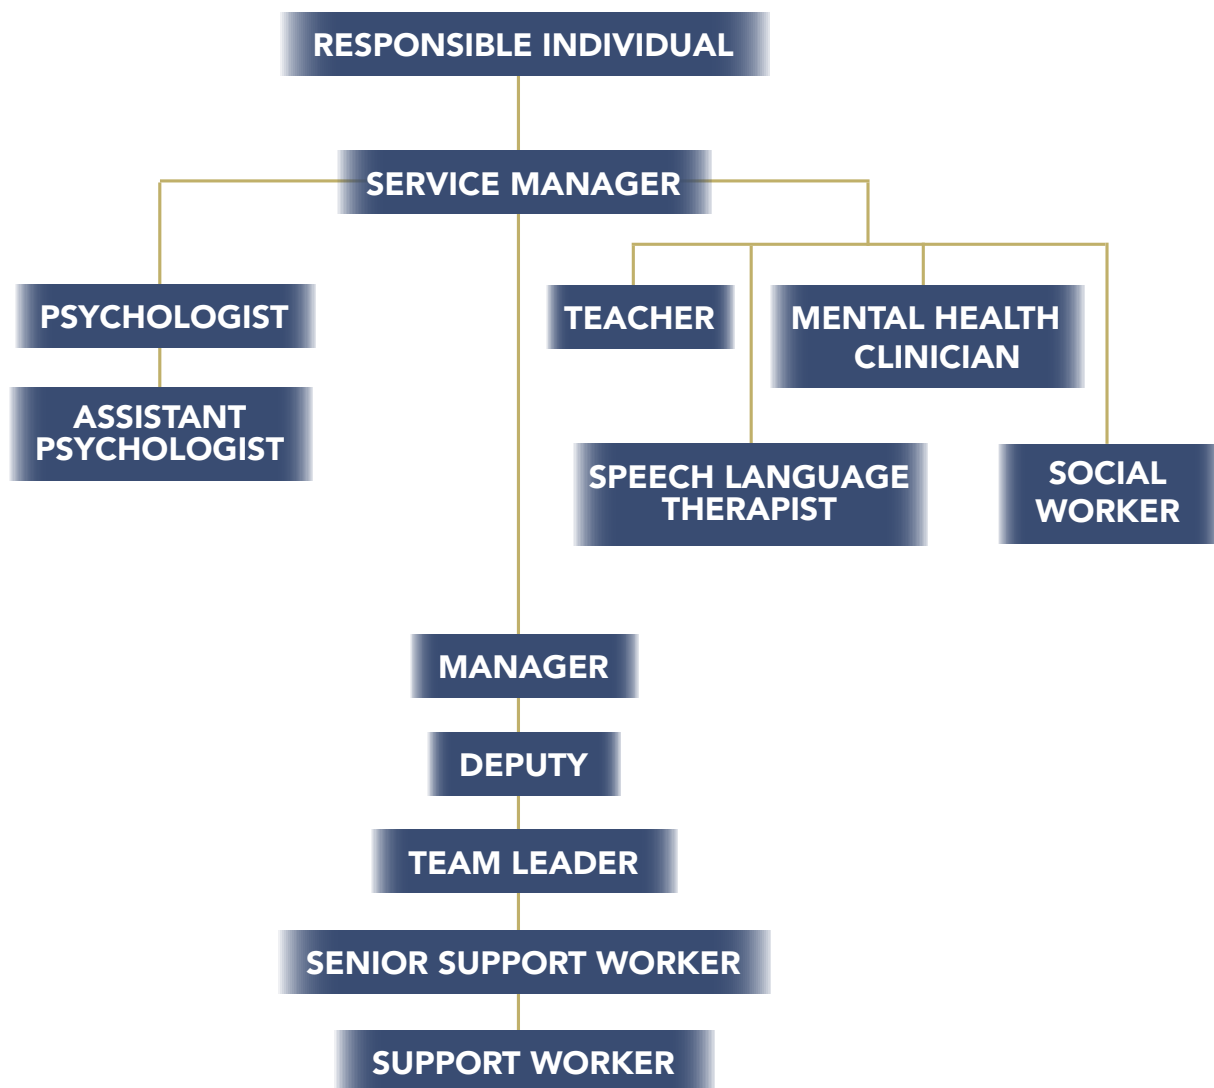 RESPONSIBLE INDIVIDUAL
SERVICE MANAGER
PSYCHOLOGIST
TEACHER
MENTAL HEALTH
CLINICIAN
ASSISTANT
PSYCHOLOGIST
SPEECH LANGUAGE
THERAPIST
SOCIAL
WORKER
MANAGER
DEPUTY
TEAM LEADER
SENIOR SUPPORT WORKER
SUPPORT WORKER